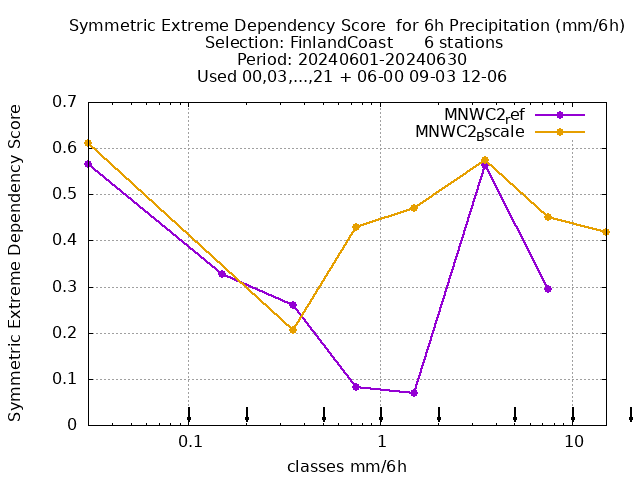 Symmetric Extreme Dependency Score  for 6h Precipitation (mm/6h)
Selection: FinlandCoast      6 stations
Period: 20240601-20240630
Used 00,03,...,21 + 06-00 09-03 12-06
MNWC2_ref
MNWC2_Bscale
Symmetric Extreme Dependency Score
0.7
0.6
0.5
0.4
0.3
0.2
0.1
0
0.1
1
10
classes mm/6h